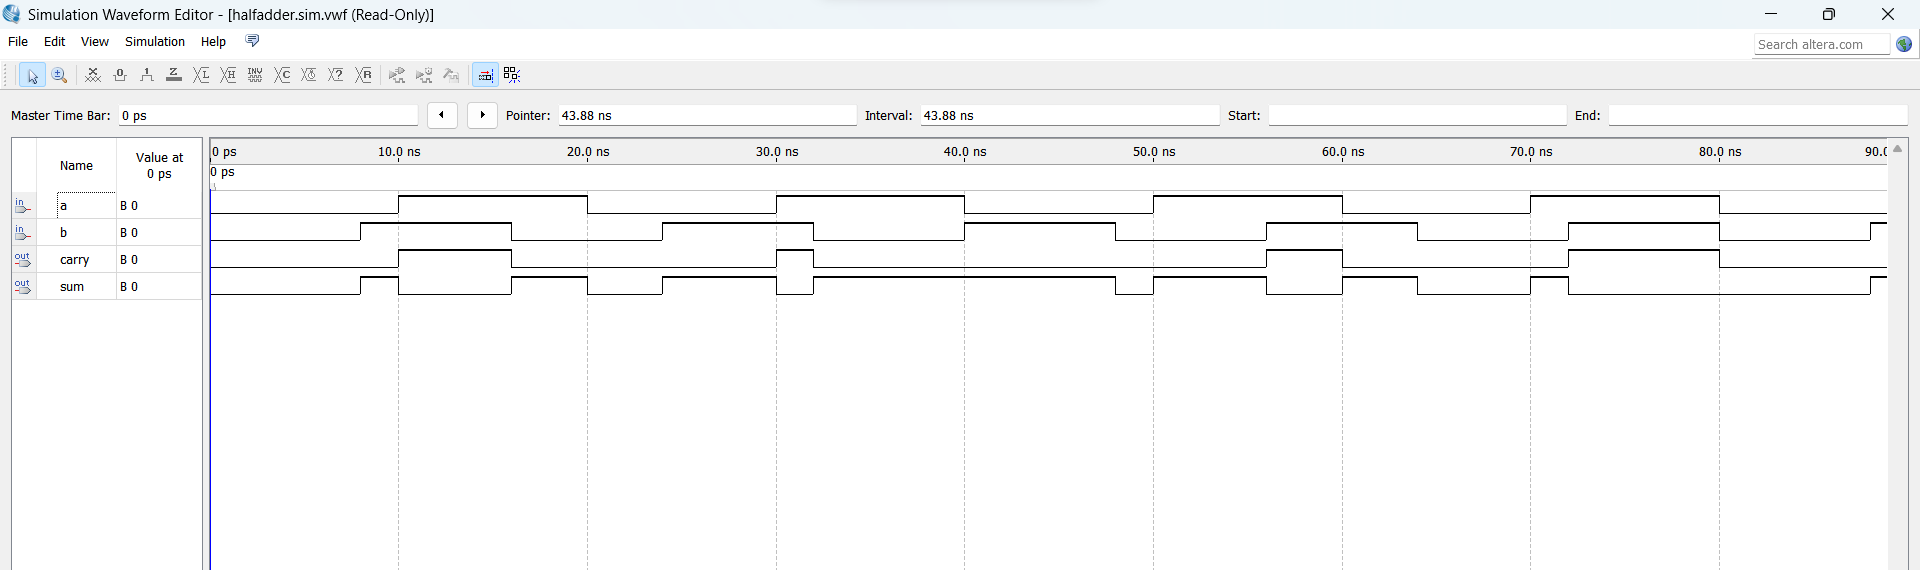 Simulation Waveform Editor - [halfadder.sim.vwf (Read-Only)]
File Edit View Simulation Help
Search altera.com
Master Time Bar: 0 ps Pointer: 43.88 ns Interval: 43.88 ns Start: End:
Name Value at 0 ps
0 ps 10.0 ns 20.0 ns 30.0 ns 40.0 ns 50.0 ns 60.0 ns 70.0 ns 80.0 ns 90.0
0 ps
in a B 0
in b B 0
out carry B 0
out sum B 0